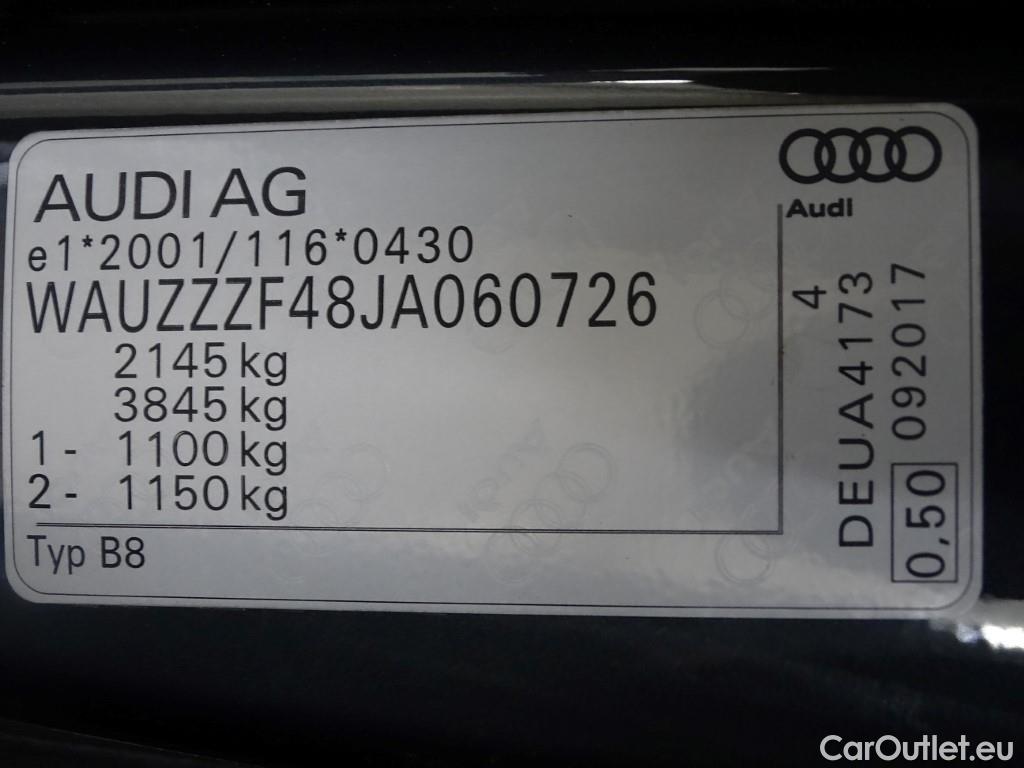 AUDI AG
e1*2001/116*0430
WAUZZZF48JA060726
2145 kg
3845 kg
1 - 1100 kg
2 - 1150 kg
Typ B8
Audi
4
DEUA4173
092017
0,50
CarOutlet.eu